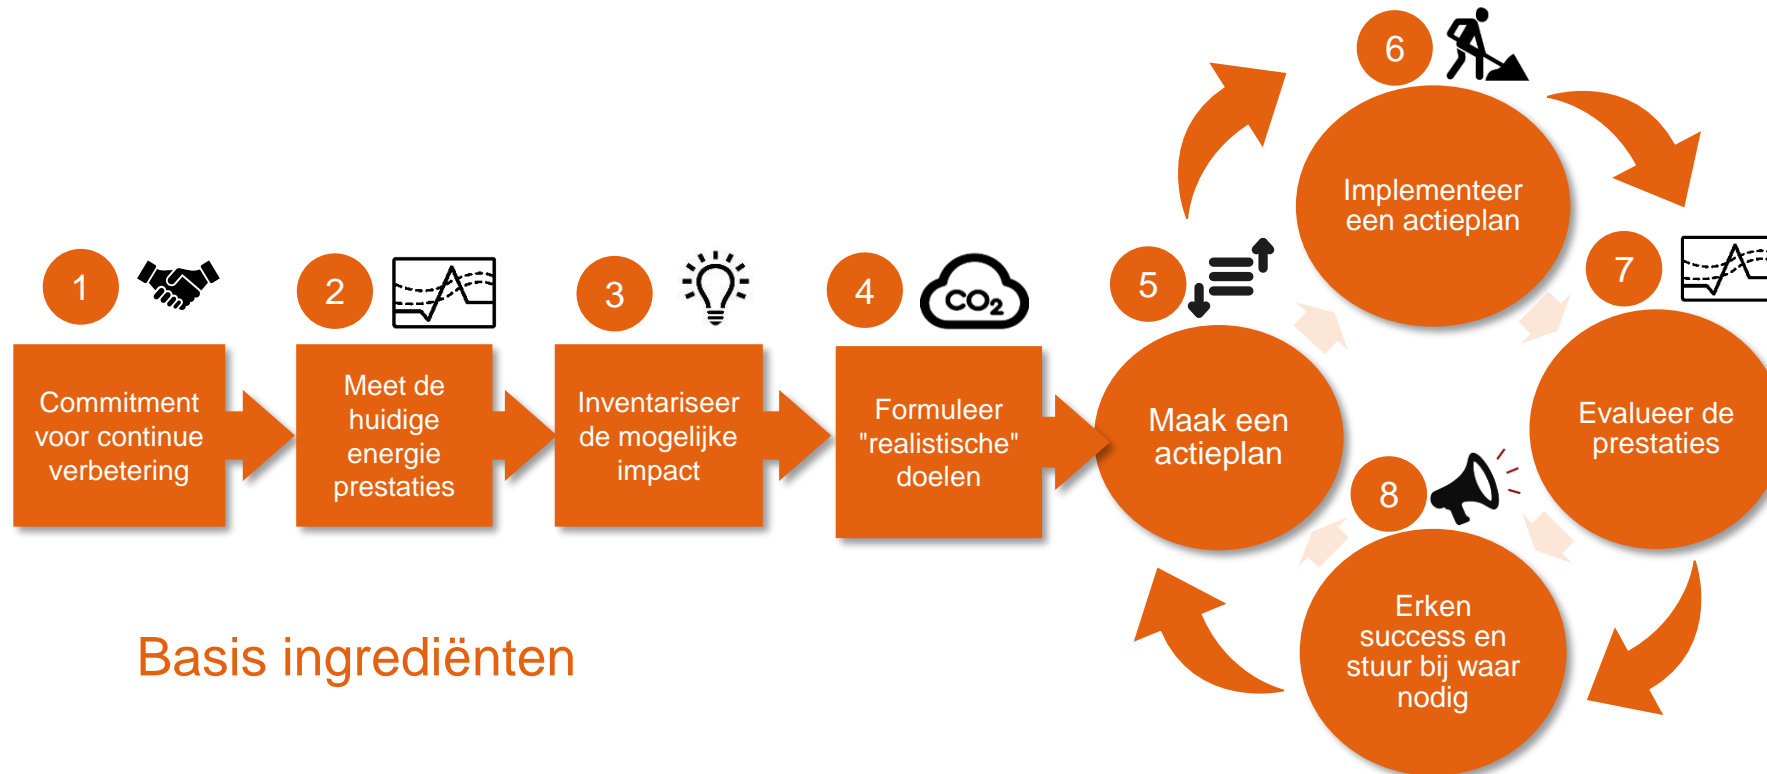 1
Commitment
voor continue
verbetering
2
Meet de
huidige
energie
prestaties
3
Inventariseer
de mogelijke
impact
4
CO₂
Formuleer
"realistische"
doelen
5
Maak een
actieplan
6
Implementeer
een actieplan
7
Evalueer de
prestaties
8
Erken
success en
stuur bij waar
nodig
Basis ingrediënten